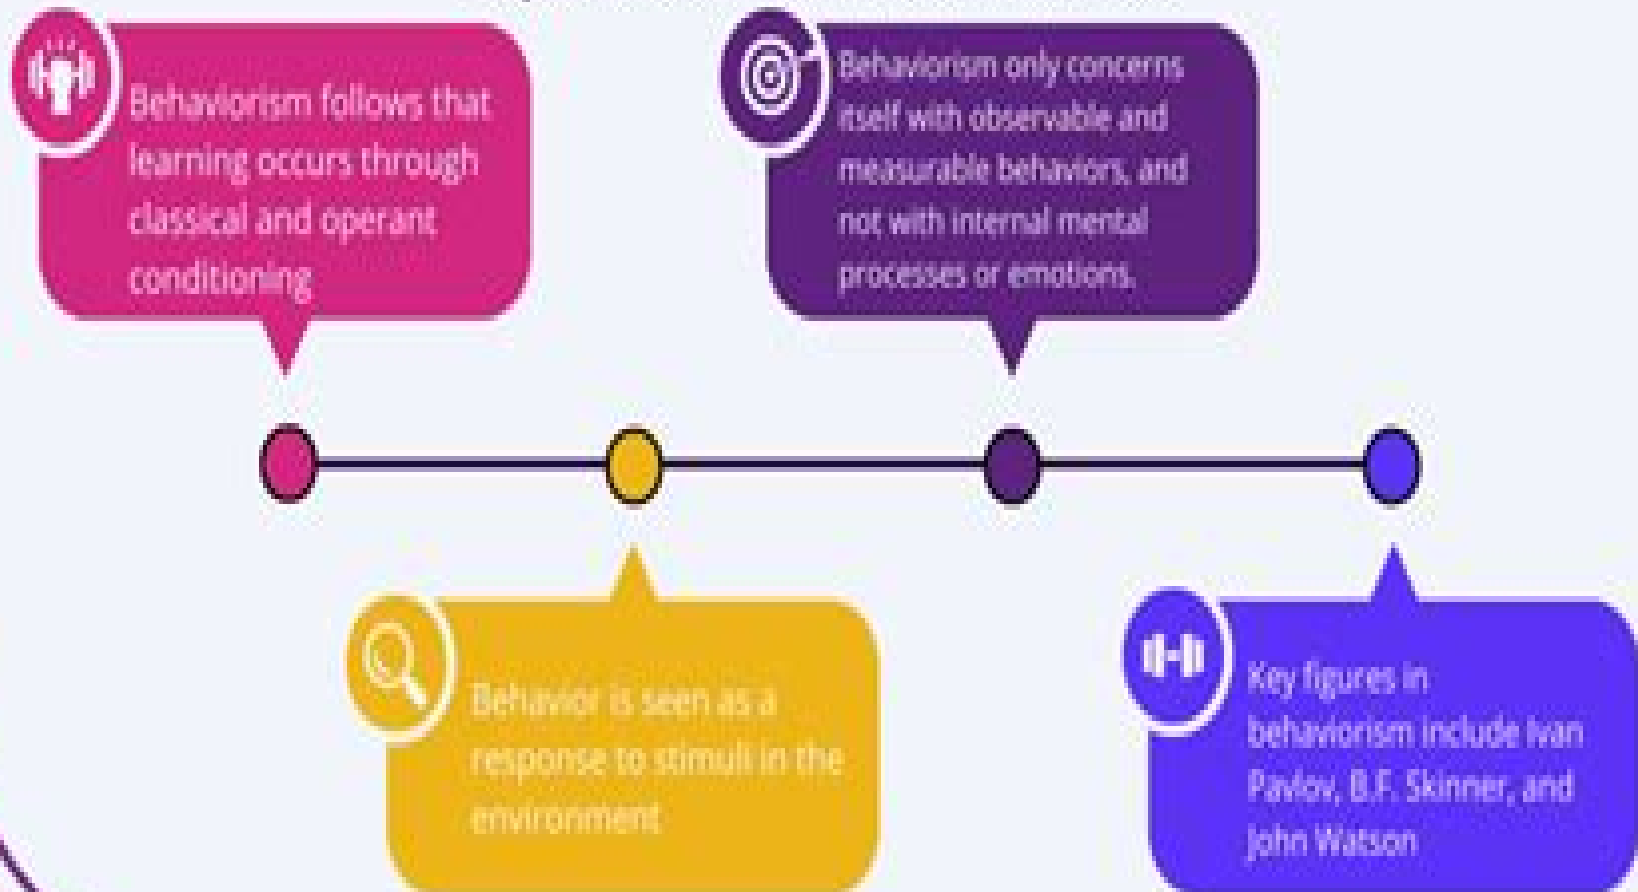 Behaviorism follows that
learning occurs through
classical and operant
conditioning
Behavior is seen as a
response to stimuli in the
environment
Behaviorism only concerns
itself with observable and
measurable behaviors, and
not with internal mental
processes or emotions.
Key figures in
behaviorism include Ivan
Pavlov, B.F. Skinner, and
John Watson